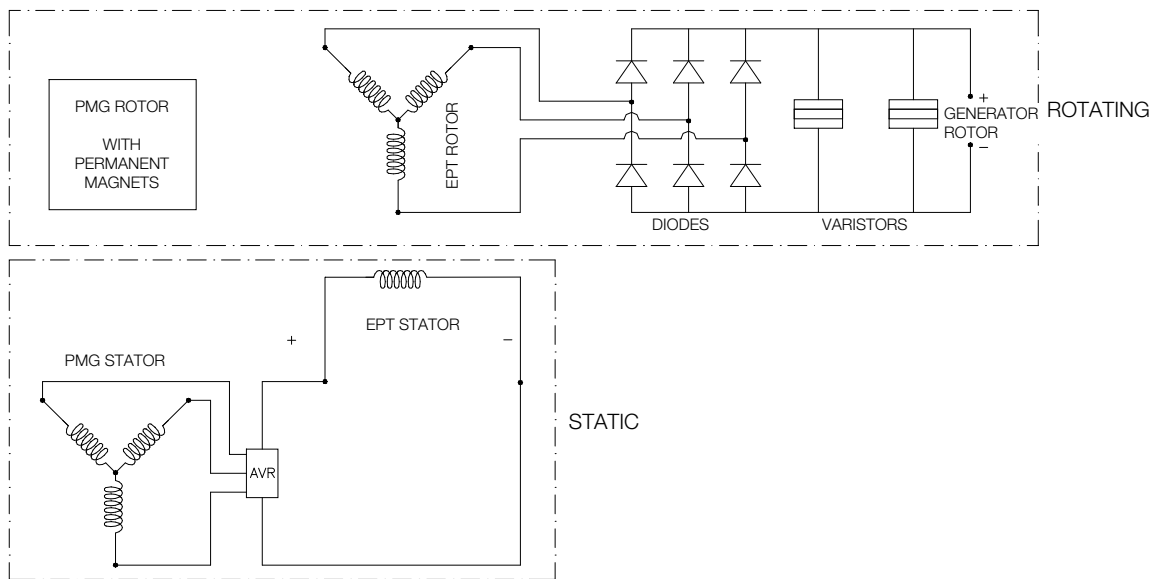 PMG ROTOR
WITH
PERMANENT
MAGNETS
EPT ROTOR
DIODES
VARISTORS
+
GENERATOR
ROTOR
−
ROTATING
EPT STATOR
+
−
PMG STATOR
AVR
STATIC